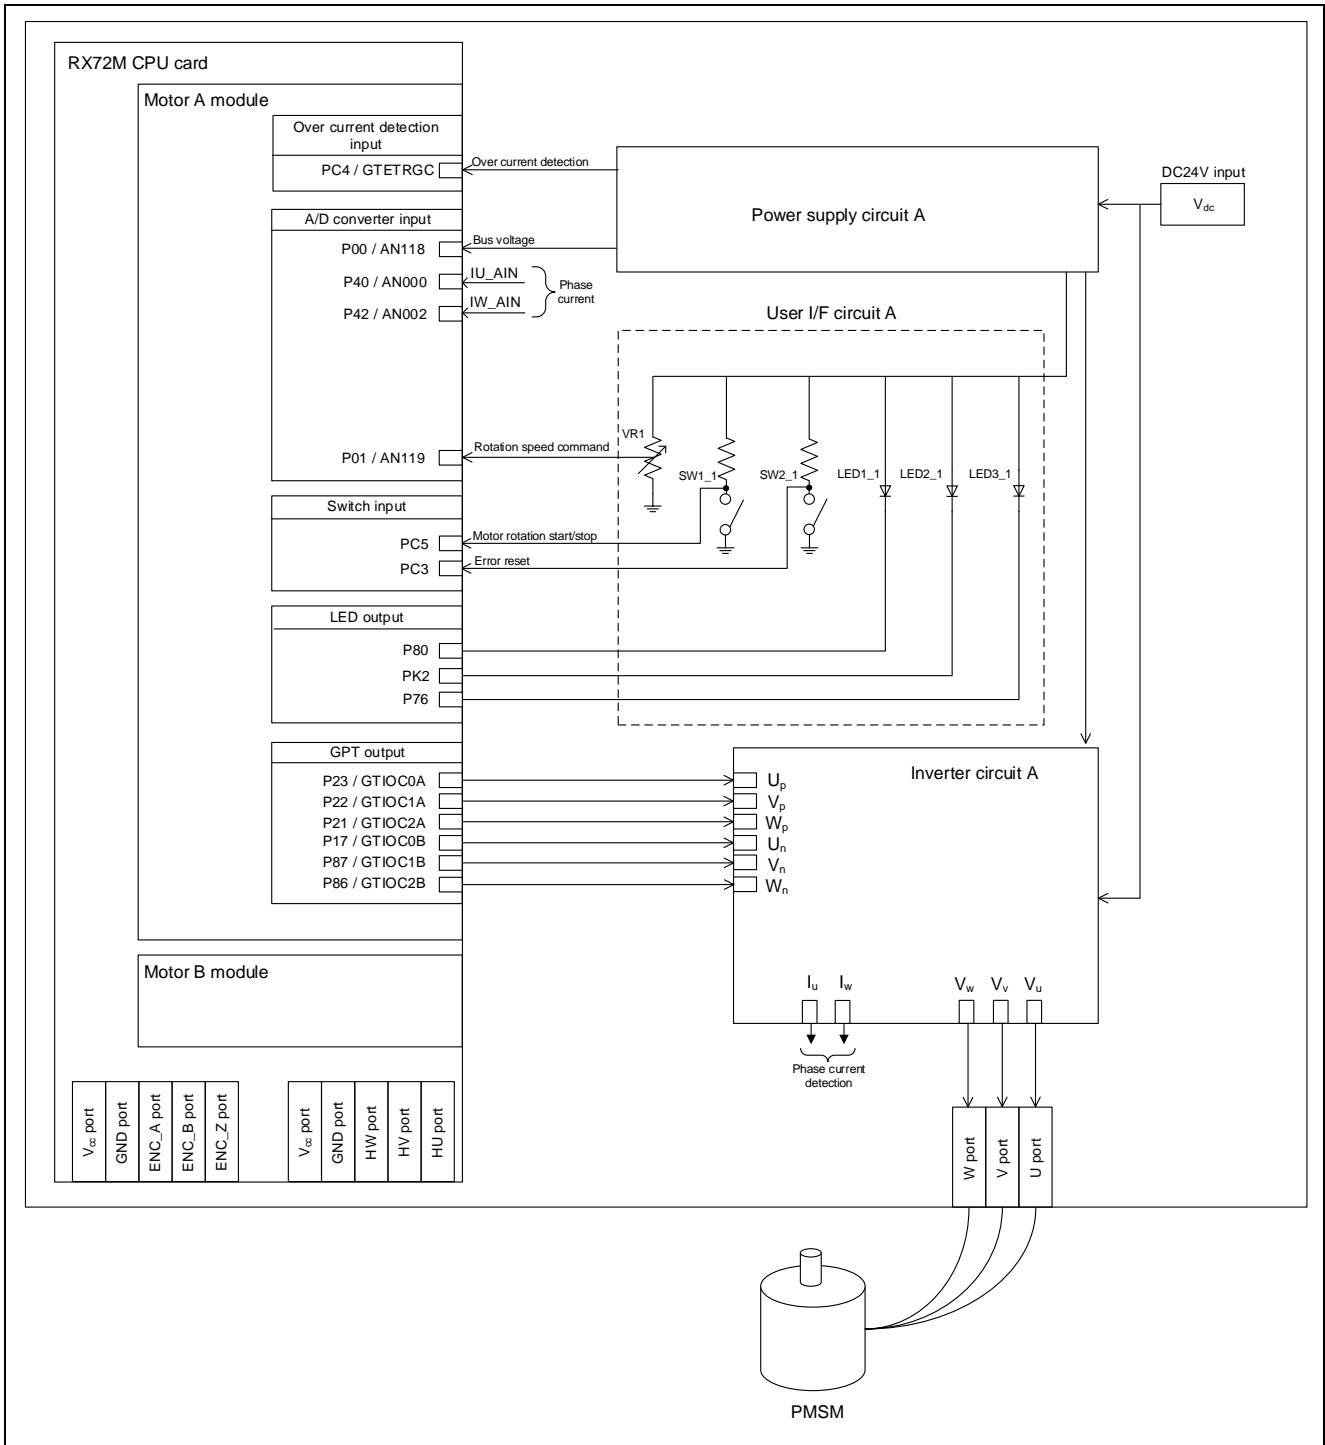 RX72M CPU card
Motor A module
Over current detection
input
PC4 / GTETRGC
Over current detection
Power supply circuit A
DC24V input
Vdc
A/D converter input
P00 / AN118
Bus voltage
P40 / AN000
IU_AIN
P42 / AN002
IW_AIN
Phase
current
User I/F circuit A
P01 / AN119
Rotation speed command
VR1
SW1_1
SW2_1
LED1_1
LED2_1
LED3_1
Switch input
PC5
Motor rotation start/stop
PC3
Error reset
LED output
P80
PK2
P76
GPT output
P23 / GTIOC0A
P22 / GTIOC1A
P21 / GTIOC2A
P17 / GTIOC0B
P87 / GTIOC1B
P86 / GTIOC2B
Inverter circuit A
Up
Vp
Wp
Un
Vn
Wn
Motor B module
Iu
Iw
Vw
Vv
Vu
Phase current
detection
Vcc port
GND port
ENC_A port
ENC_B port
ENC_Z port
Vcc port
GND port
HW port
HV port
HU port
W port
V port
U port
PMSM